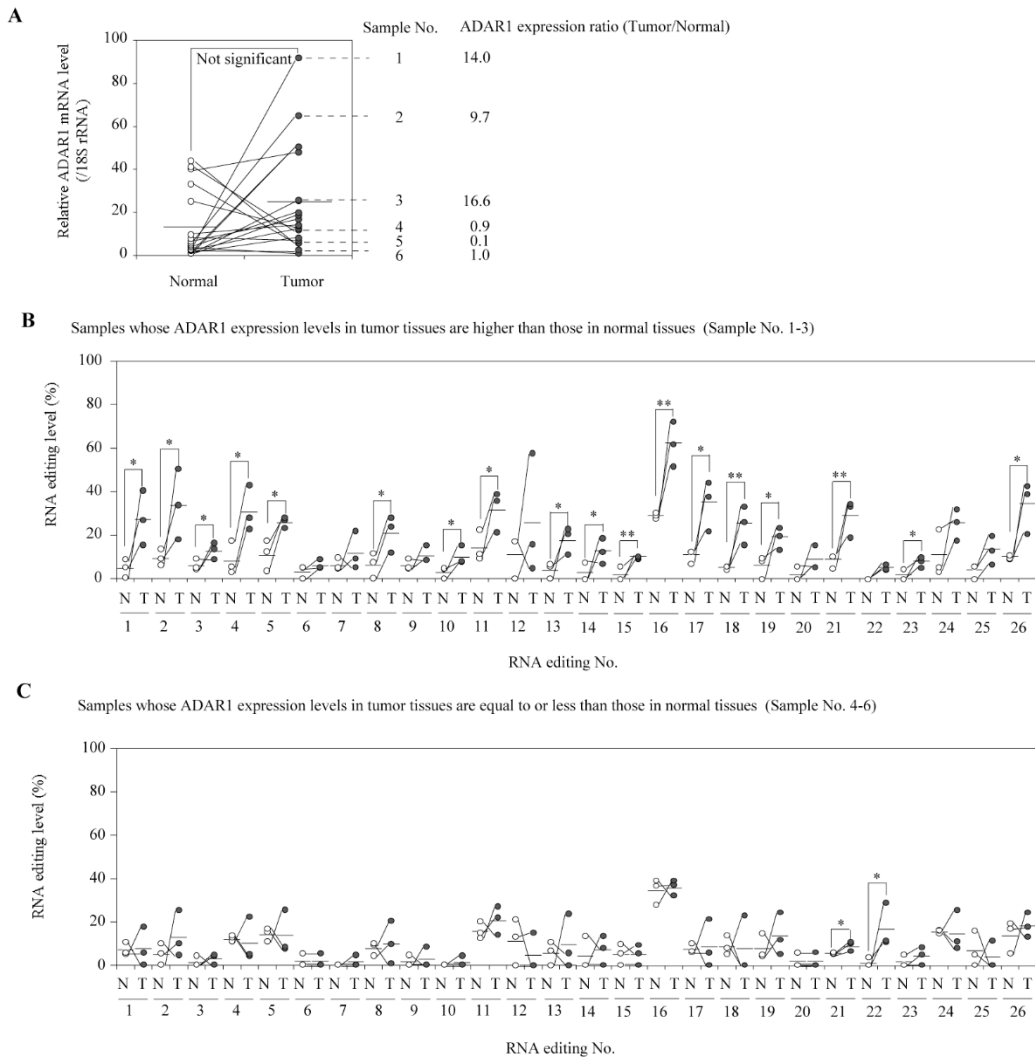 A
Sample No. ADAR1 expression ratio (Tumor/Normal)
Relative ADAR1 mRNA level
(/18S rRNA)
100
80
60
40
20
0
Not significant
Normal Tumor
1 14.0
2 9.7
3 16.6
4 0.9
5 0.1
6 1.0
B
Samples whose ADAR1 expression levels in tumor tissues are higher than those in normal tissues (Sample No. 1-3)
RNA editing level (%)
100
80
60
40
20
0
* * * * * * * * * * ** ** * ** * ** * *
N T N T N T N T N T N T N T N T N T N T N T N T N T N T N T N T N T N T N T N T N T N T N T N T N T N T
1 2 3 4 5 6 7 8 9 10 11 12 13 14 15 16 17 18 19 20 21 22 23 24 25 26
RNA editing No.
C
Samples whose ADAR1 expression levels in tumor tissues are equal to or less than those in normal tissues (Sample No. 4-6)
RNA editing level (%)
100
80
60
40
20
0
* *
N T N T N T N T N T N T N T N T N T N T N T N T N T N T N T N T N T N T N T N T N T N T N T N T N T N T
1 2 3 4 5 6 7 8 9 10 11 12 13 14 15 16 17 18 19 20 21 22 23 24 25 26
RNA editing No.